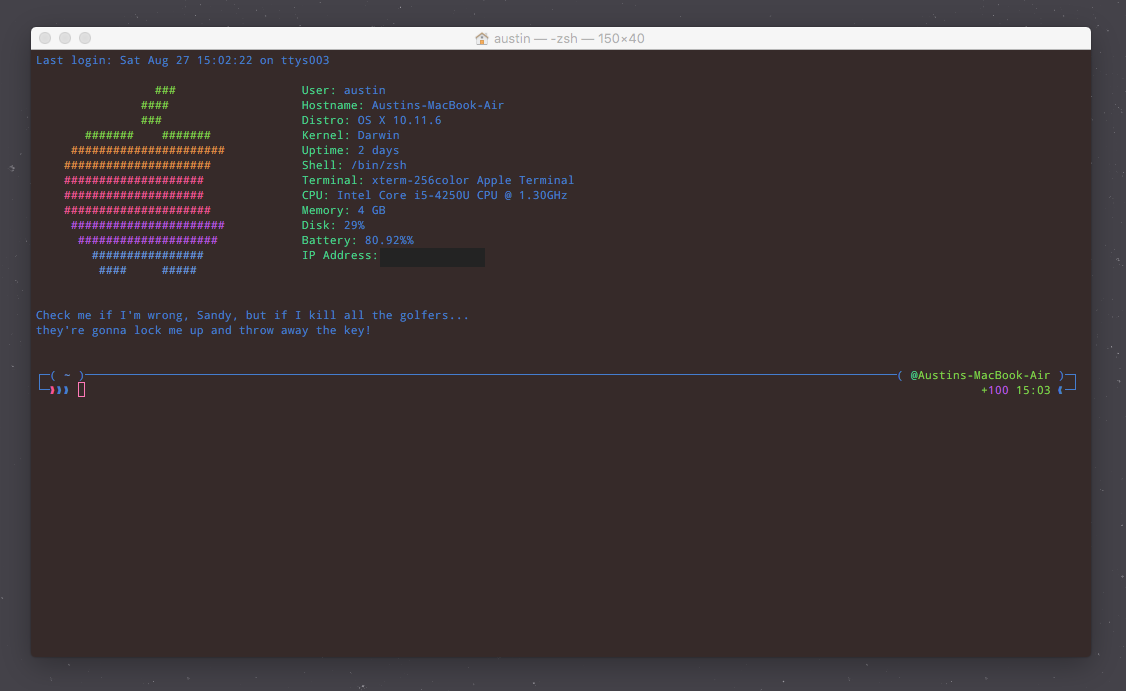 austin — -zsh — 150×40
Last login: Sat Aug 27 15:02:22 on ttys003
### User: austin
#### Hostname: Austins-MacBook-Air
### Distro: OS X 10.11.6
####### ####### Kernel: Darwin
###################### Uptime: 2 days
##################### Shell: /bin/zsh
#################### Terminal: xterm-256color Apple Terminal
#################### CPU: Intel Core i5-4250U CPU @ 1.30GHz
##################### Memory: 4 GB
###################### Disk: 29%
#################### Battery: 80.92%%
################ IP Address:
#### #####
Check me if I'm wrong, Sandy, but if I kill all the golfers...
they're gonna lock me up and throw away the key!
( ~ ) ( @Austins-MacBook-Air )
+100 15:03